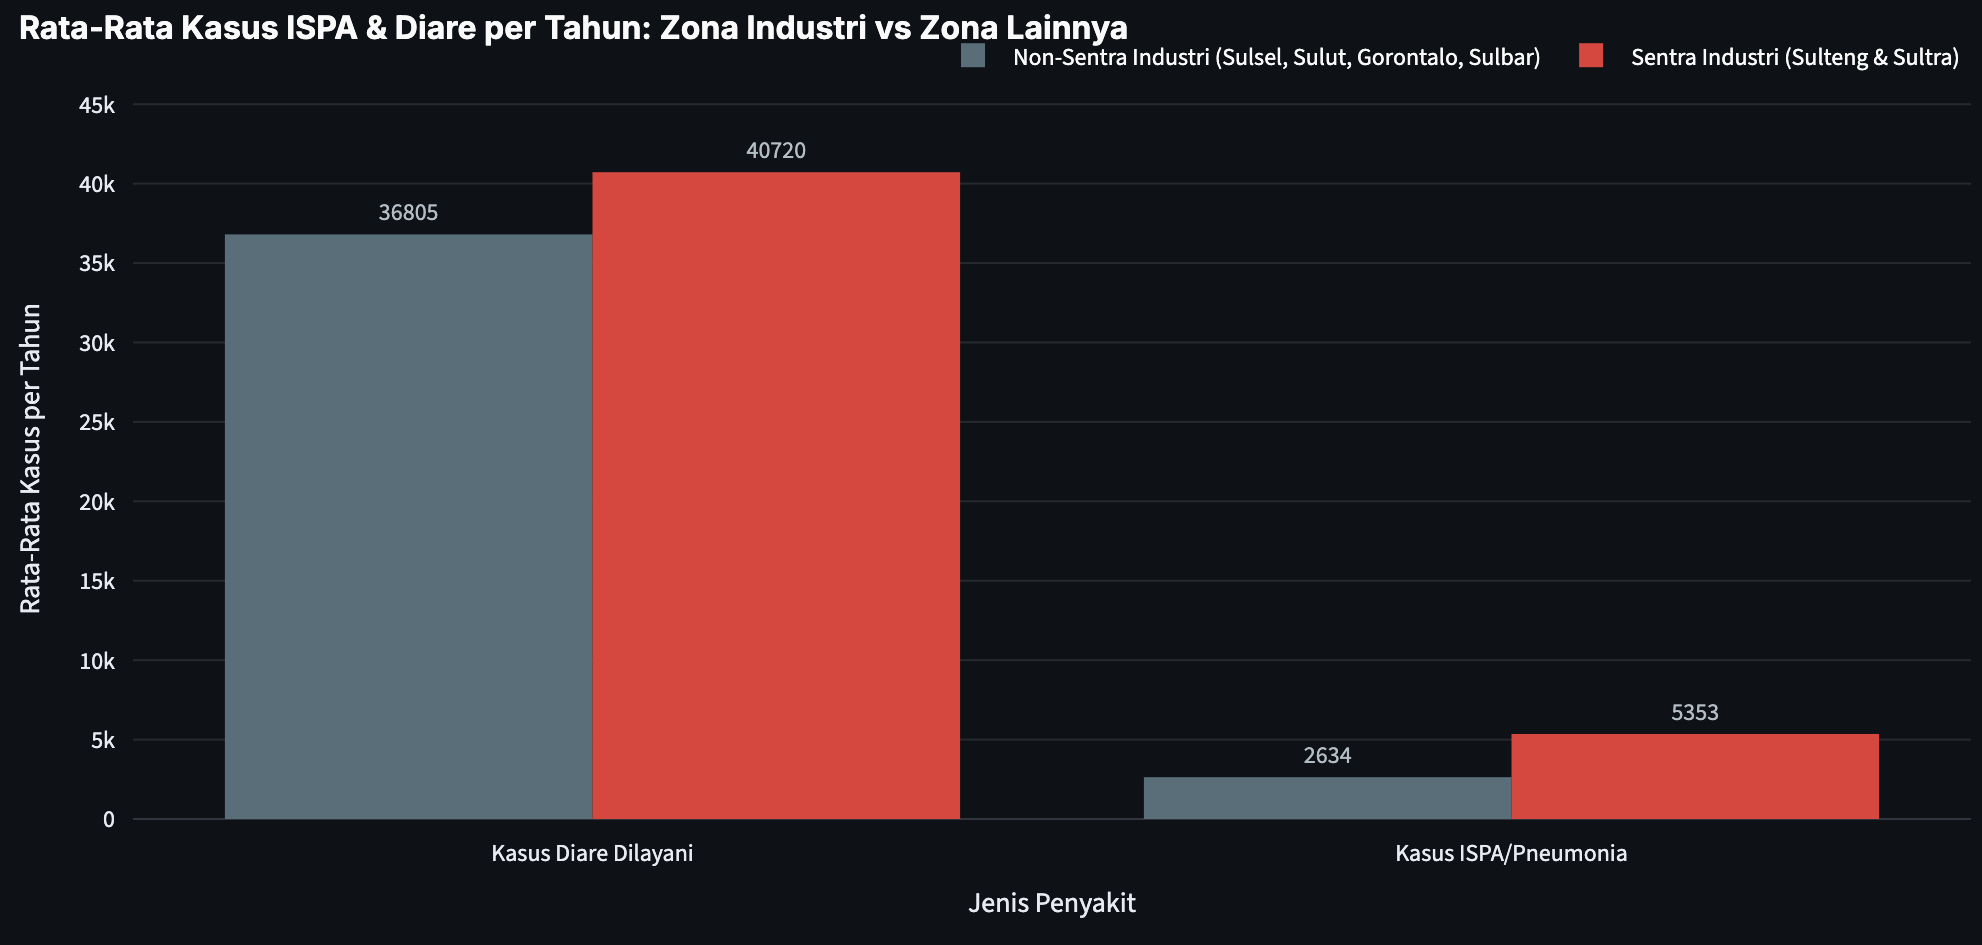 Rata-Rata Kasus ISPA & Diare per Tahun: Zona Industri vs Zona Lainnya
Non-Sentra Industri (Sulsel, Sulut, Gorontalo, Sulbar)
Sentra Industri (Sulteng & Sultra)
Rata-Rata Kasus per Tahun
45k
40k
35k
30k
25k
20k
15k
10k
5k
0
36805
40720
2634
5353
Kasus Diare Dilayani
Kasus ISPA/Pneumonia
Jenis Penyakit